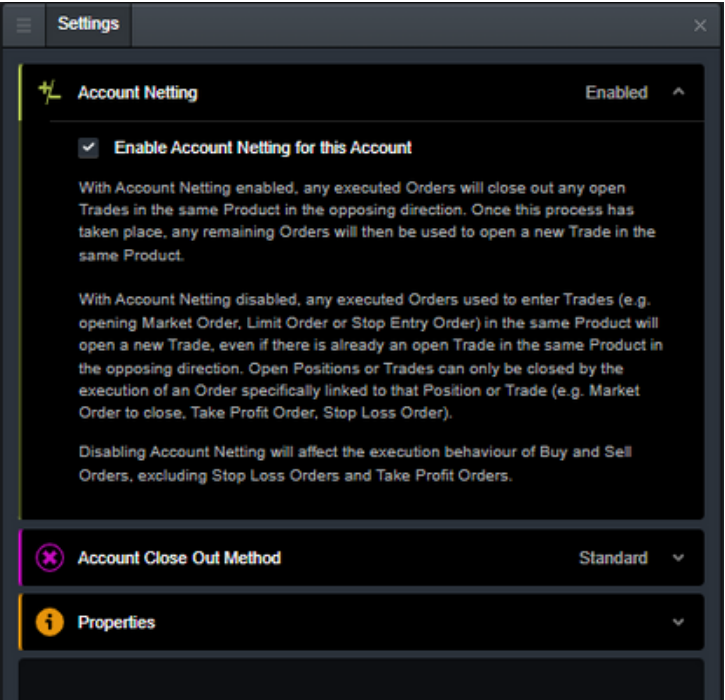 Settings
Account Netting
Enabled
Enable Account Netting for this Account
With Account Netting enabled, any executed Orders will close out any open
Trades in the same Product in the opposing direction. Once this process has
taken place, any remaining Orders will then be used to open a new Trade in the
same Product.
With Account Netting disabled, any executed Orders used to enter Trades (e.g.
opening Market Order, Limit Order or Stop Entry Order) in the same Product will
open a new Trade, even if there is already an open Trade in the same Product in
the opposing direction. Open Positions or Trades can only be closed by the
execution of an Order specifically linked to that Position or Trade (e.g. Market
Order to close, Take Profit Order, Stop Loss Order).
Disabling Account Netting will affect the execution behaviour of Buy and Sell
Orders, excluding Stop Loss Orders and Take Profit Orders.
Account Close Out Method
Standard
Properties